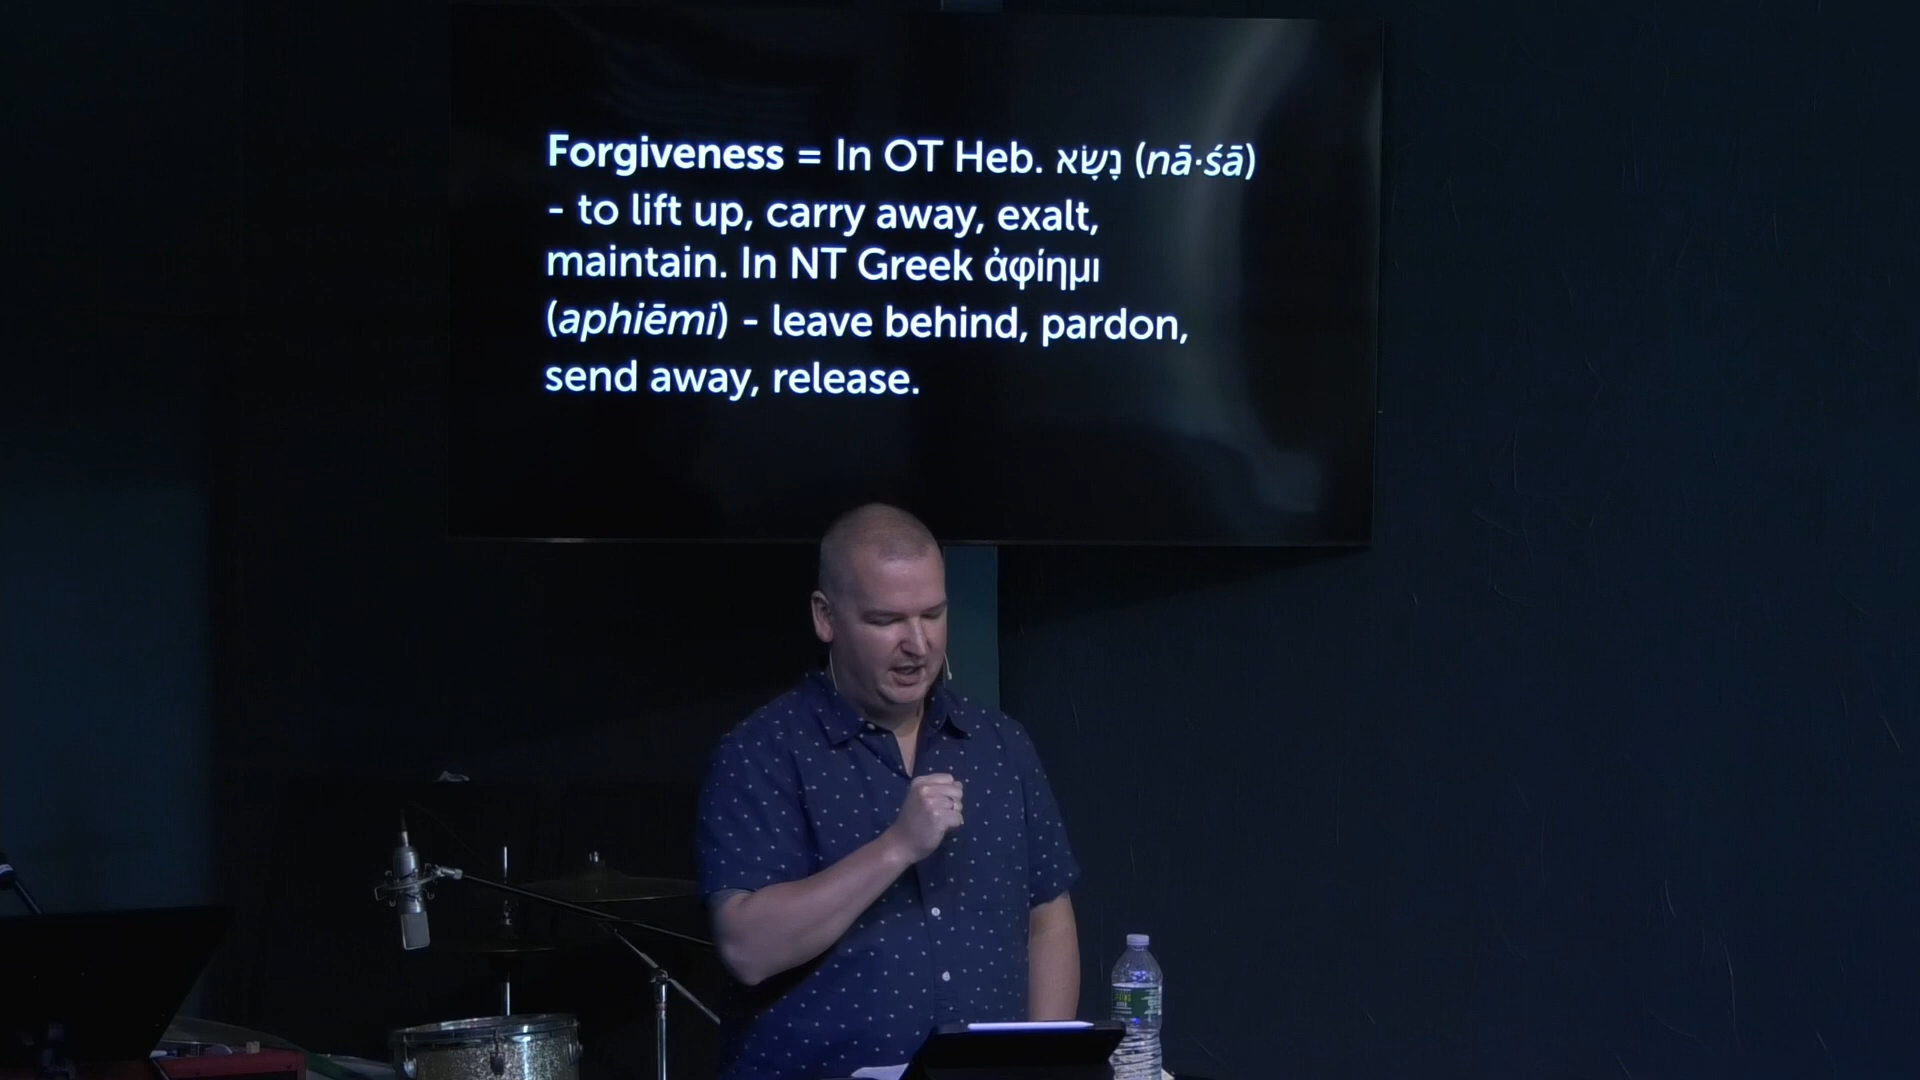 Forgiveness = In OT Heb. נָשָׂא (nā·śā)
- to lift up, carry away, exalt,
maintain. In NT Greek ἀφίημι
(aphiēmi) - leave behind, pardon,
send away, release.